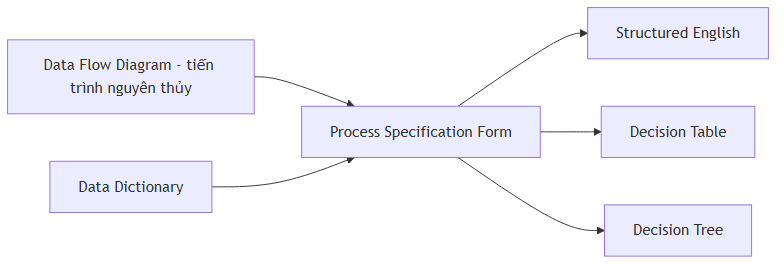 Data Flow Diagram - tiến
trình nguyên thủy
Data Dictionary
Process Specification Form
Structured English
Decision Table
Decision Tree